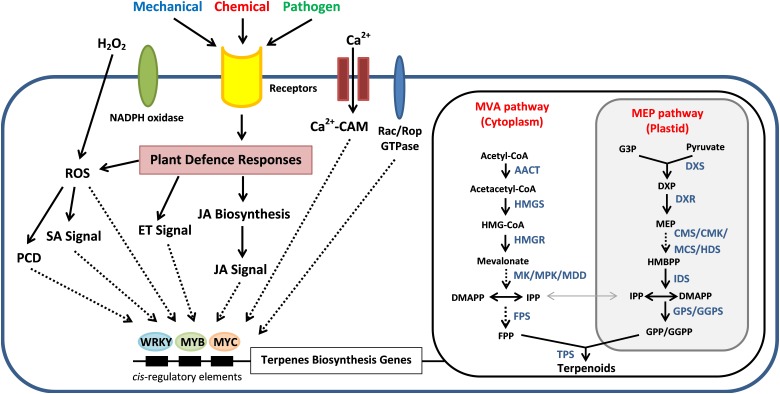 Mechanical Chemical Pathogen
H₂O₂
Ca²⁺
Receptors
NADPH oxidase
Ca²⁺-CAM
Rac/Rop
GTPase
Plant Defence Responses
ROS
JA Biosynthesis
ET Signal
SA Signal
PCD
JA Signal
WRKY MYB MYC
Terpenes Biosynthesis Genes
cis-regulatory elements
MVA pathway
(Cytoplasm)
Acetyl-CoA
AACT
Acetacetyl-CoA
HMGS
HMG-CoA
HMGR
Mevalonate
MK/MPK/MDD
DMAPP IPP
FPS
FPP
MEP pathway
(Plastid)
G3P Pyruvate
DXS
DXP
DXR
MEP
CMS/CMK/
MCS/HDS
HMBPP
IDS
IPP DMAPP
GPS/GGPS
GPP/GGPP
TPS
Terpenoids